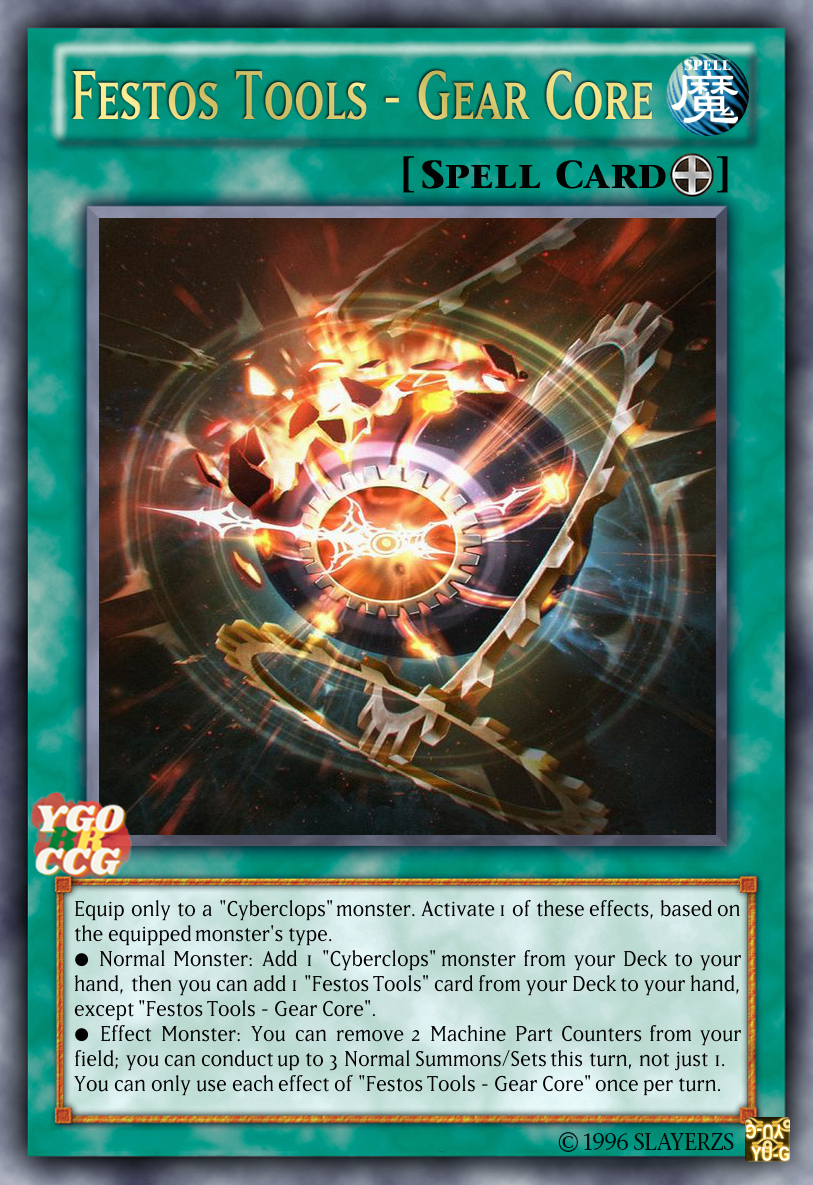 Festos Tools - Gear Core
SPELL
魔
[Spell Card]
YGO
BR
CCG
Equip only to a "Cyberclops" monster. Activate 1 of these effects, based on
the equipped monster's type.
● Normal Monster: Add 1 "Cyberclops" monster from your Deck to your
hand, then you can add 1 "Festos Tools" card from your Deck to your hand,
except "Festos Tools - Gear Core".
● Effect Monster: You can remove 2 Machine Part Counters from your
field; you can conduct up to 3 Normal Summons/Sets this turn, not just 1.
You can only use each effect of "Festos Tools - Gear Core" once per turn.
© 1996 SLAYERZS
YU-G